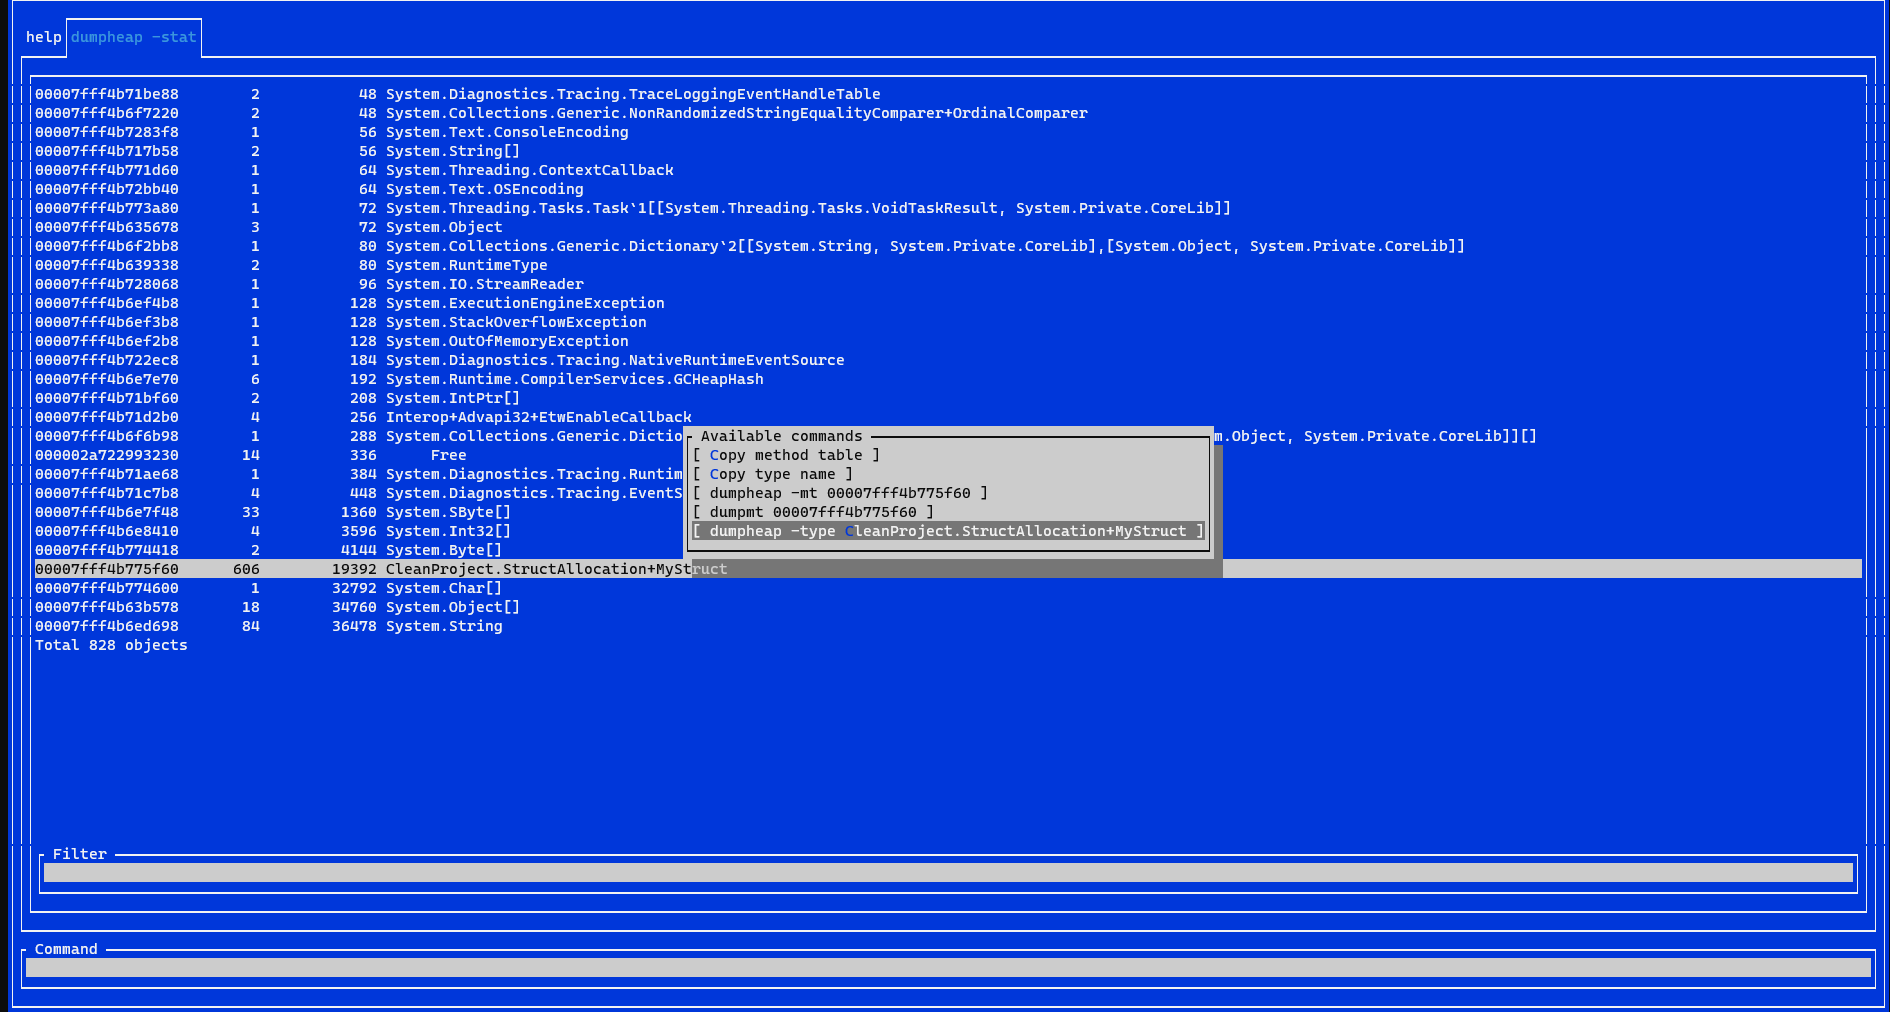 help dumpheap -stat
00007fff4b71be88 2 48 System.Diagnostics.Tracing.TraceLoggingEventHandleTable
00007fff4b6f7220 2 48 System.Collections.Generic.NonRandomizedStringEqualityComparer+OrdinalComparer
00007fff4b7283f8 1 56 System.Text.ConsoleEncoding
00007fff4b717b58 2 56 System.String[]
00007fff4b771d60 1 64 System.Threading.ContextCallback
00007fff4b72bb40 1 64 System.Text.OSEncoding
00007fff4b773a80 1 72 System.Threading.Tasks.Task`1[[System.Threading.Tasks.VoidTaskResult, System.Private.CoreLib]]
00007fff4b635678 3 72 System.Object
00007fff4b6f2bb8 1 80 System.Collections.Generic.Dictionary`2[[System.String, System.Private.CoreLib],[System.Object, System.Private.CoreLib]]
00007fff4b639338 2 80 System.RuntimeType
00007fff4b728068 1 96 System.IO.StreamReader
00007fff4b6ef4b8 1 128 System.ExecutionEngineException
00007fff4b6ef3b8 1 128 System.StackOverflowException
00007fff4b6ef2b8 1 128 System.OutOfMemoryException
00007fff4b722ec8 1 184 System.Diagnostics.Tracing.NativeRuntimeEventSource
00007fff4b6e7e70 6 192 System.Runtime.CompilerServices.GCHeapHash
00007fff4b71bf60 2 208 System.IntPtr[]
00007fff4b71d2b0 4 256 Interop+Advapi32+EtwEnableCallback
00007fff4b6f6b98 1 288 System.Collections.Generic.Dictio m.Object, System.Private.CoreLib]][]
000002a722993230 14 336 Free
00007fff4b71ae68 1 384 System.Diagnostics.Tracing.Runtim
00007fff4b71c7b8 4 448 System.Diagnostics.Tracing.EventS
00007fff4b6e7f48 33 1360 System.SByte[]
00007fff4b6e8410 4 3596 System.Int32[]
00007fff4b774418 2 4144 System.Byte[]
00007fff4b775f60 606 19392 CleanProject.StructAllocation+MyStruct
00007fff4b774600 1 32792 System.Char[]
00007fff4b63b578 18 34760 System.Object[]
00007fff4b6ed698 84 36478 System.String
Total 828 objects
Available commands
[ Copy method table ]
[ Copy type name ]
[ dumpheap -mt 00007fff4b775f60 ]
[ dumpmt 00007fff4b775f60 ]
[ dumpheap -type CleanProject.StructAllocation+MyStruct ]
Filter
Command